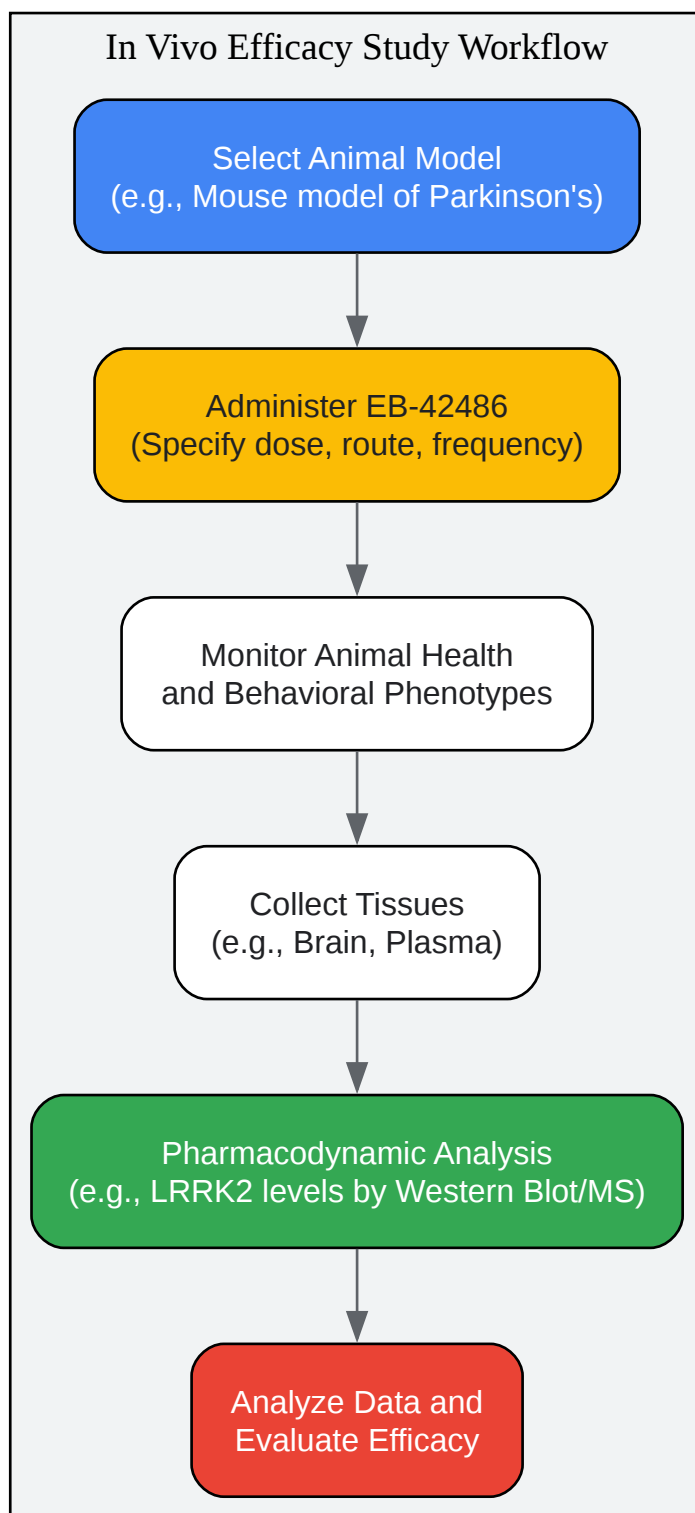 In Vivo Efficacy Study Workflow
Select Animal Model
(e.g., Mouse model of Parkinson's)
Administer EB-42486
(Specify dose, route, frequency)
Monitor Animal Health
and Behavioral Phenotypes
Collect Tissues
(e.g., Brain, Plasma)
Pharmacodynamic Analysis
(e.g., LRRK2 levels by Western Blot/MS)
Analyze Data and
Evaluate Efficacy